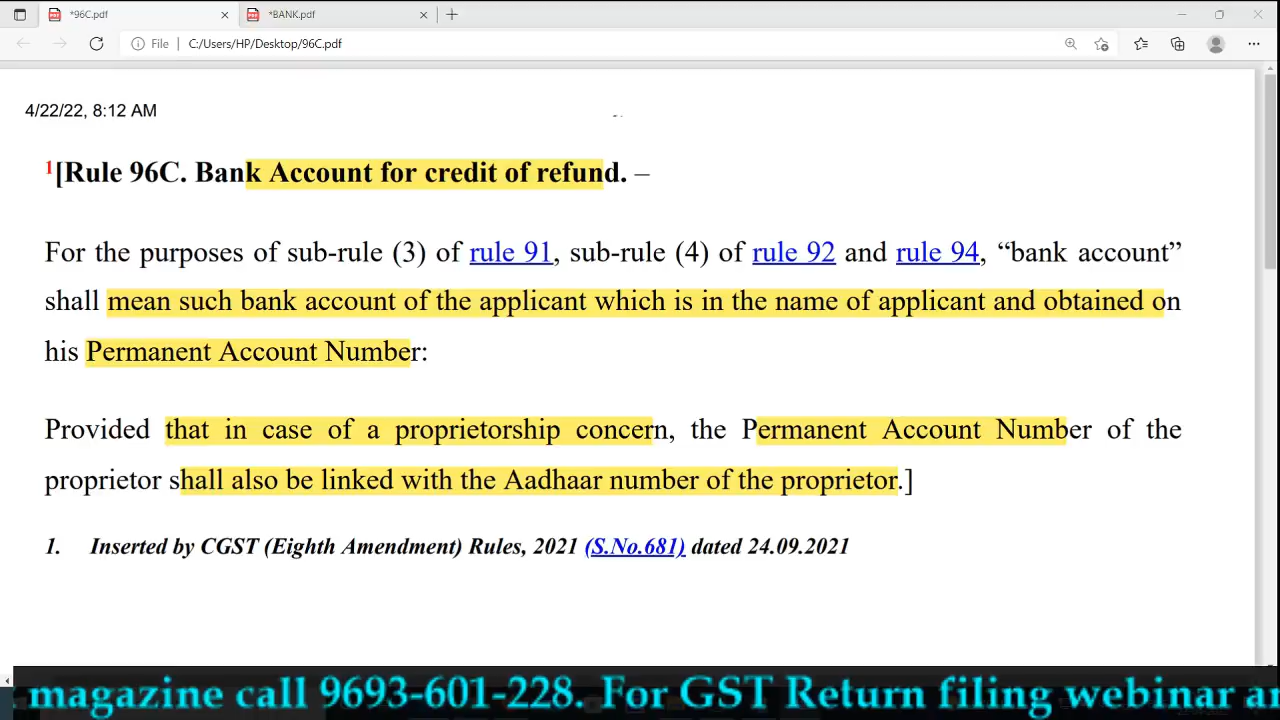 *96C.pdf
*BANK.pdf
File
C:/Users/HP/Desktop/96C.pdf
4/22/22, 8:12 AM
1[Rule 96C. Bank Account for credit of refund. –
For the purposes of sub-rule (3) of rule 91, sub-rule (4) of rule 92 and rule 94, “bank account”
shall mean such bank account of the applicant which is in the name of applicant and obtained on
his Permanent Account Number:
Provided that in case of a proprietorship concern, the Permanent Account Number of the
proprietor shall also be linked with the Aadhaar number of the proprietor.]
1. Inserted by CGST (Eighth Amendment) Rules, 2021 (S.No.681) dated 24.09.2021
magazine call 9693-601-228. For GST Return filing webinar an